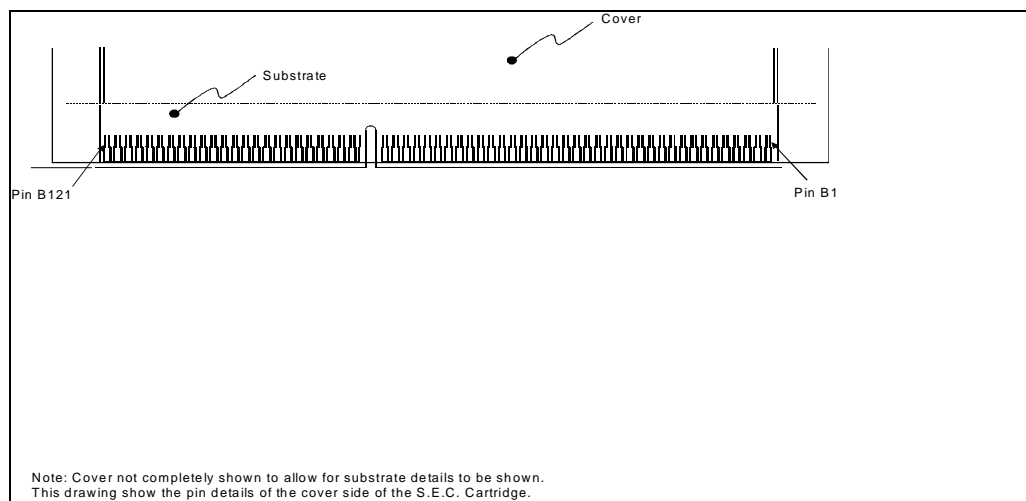 Cover
Substrate
Pin B121
Pin B1
Note: Cover not completely shown to allow for substrate details to be shown.
This drawing show the pin details of the cover side of the S.E.C. Cartridge.